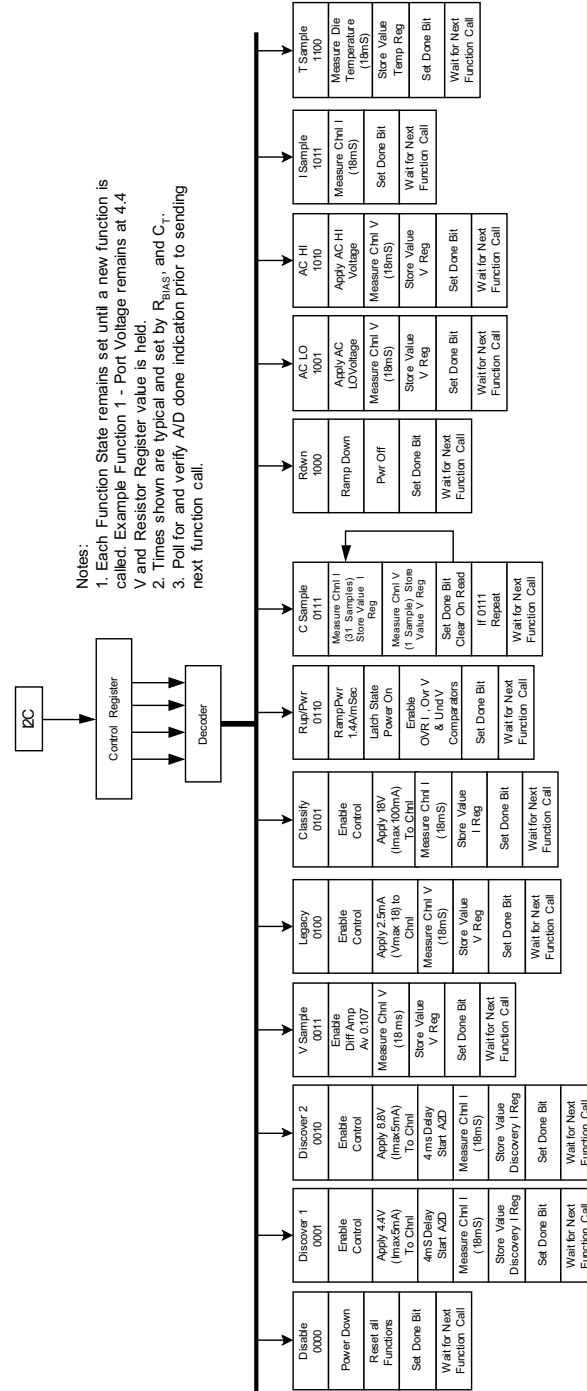 I2C
Control Register
Decoder
Notes:
1. Each Function State remains set until a new function is
called. Example Function 1 - Port Voltage remains at 4.4
V and Resistor Register value is held.
2. Times shown are typical and set by RBIAS, and CT.
3. Poll for and verify A/D done indication prior to sending
next function call.
Disable
0000
Power Down
Reset all
Functions
Set Done Bit
Wait for Next
Function Call
Discover 1
0001
Enable
Control
Apply 4.4V
(Imax5mA)
To Chnl
4mS Delay
Start A2D
Measure Chnl I
(18mS)
Store Value
Discovery I Reg
Set Done Bit
Wait for Next
Function Call
Discover 2
0010
Enable
Control
Apply 8.8V
(Imax5mA)
To Chnl
4 ms Delay
Start A2D
Measure Chnl I
(18mS)
Store Value
Discovery I Reg
Set Done Bit
Wait for Next
Function Call
V Sample
0011
Enable
Diff Amp
Av 0.107
Measure Chnl V
(18 ms)
Store Value
V Reg
Set Done Bit
Wait for Next
Function Call
Legacy
0100
Enable
Control
Apply 2.5mA
(Vmax 18) to
Chnl
Measure Chnl V
(18mS)
Store Value
V Reg
Set Done Bit
Wait for Next
Function Call
Classify
0101
Enable
Control
Apply 18V
(Imax 100mA)
To Chnl
Measure Chnl I
(18mS)
Store Value
I Reg
Set Done Bit
Wait for Next
Function Call
Rup/Pwr
0110
Ramp Pwr
1.4A/mSec
Latch State
Power On
Enable
OVR I , Ovr V
& Und V
Comparators
Set Done Bit
Wait for Next
Function Call
C Sample
0111
Measure Chnl I
(31 Samples)
Store Value I
Reg
Measure Chnl V
(1 Sample) Store
Value V Reg
Set Done Bit
Clear On Read
If 0111
Repeat
Wait for Next
Function Call
Rdwn
1000
Ramp Down
Pwr Off
Set Done Bit
Wait for Next
Function Call
AC LO
1001
Apply AC
LO Voltage
Measure Chnl V
(18mS)
Store Value
V Reg
Set Done Bit
Wait for Next
Function Call
AC HI
1010
Apply AC HI
Voltage
Measure Chnl V
(18mS)
Store Value
V Reg
Set Done Bit
Wait for Next
Function Call
I Sample
1011
Measure Chnl I
(18mS)
Set Done Bit
Wait for Next
Function Call
T Sample
1100
Measure Die
Temperature
(18mS)
Store Value
Temp Reg
Set Done Bit
Wait for Next
Function Call